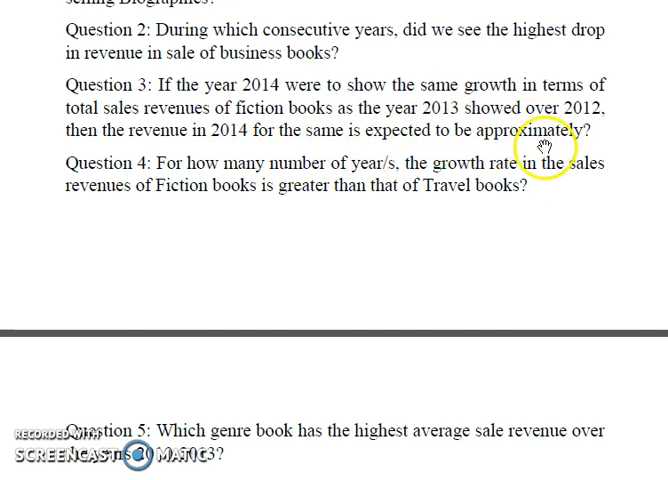 selling Biographies?
Question 2: During which consecutive years, did we see the highest drop
in revenue in sale of business books?
Question 3: If the year 2014 were to show the same growth in terms of
total sales revenues of fiction books as the year 2013 showed over 2012,
then the revenue in 2014 for the same is expected to be approximately?
Question 4: For how many number of year/s, the growth rate in the sales
revenues of Fiction books is greater than that of Travel books?
Question 5: Which genre book has the highest average sale revenue over
RECORDED WITH
the years 2013?
SCREENCAST MATIC